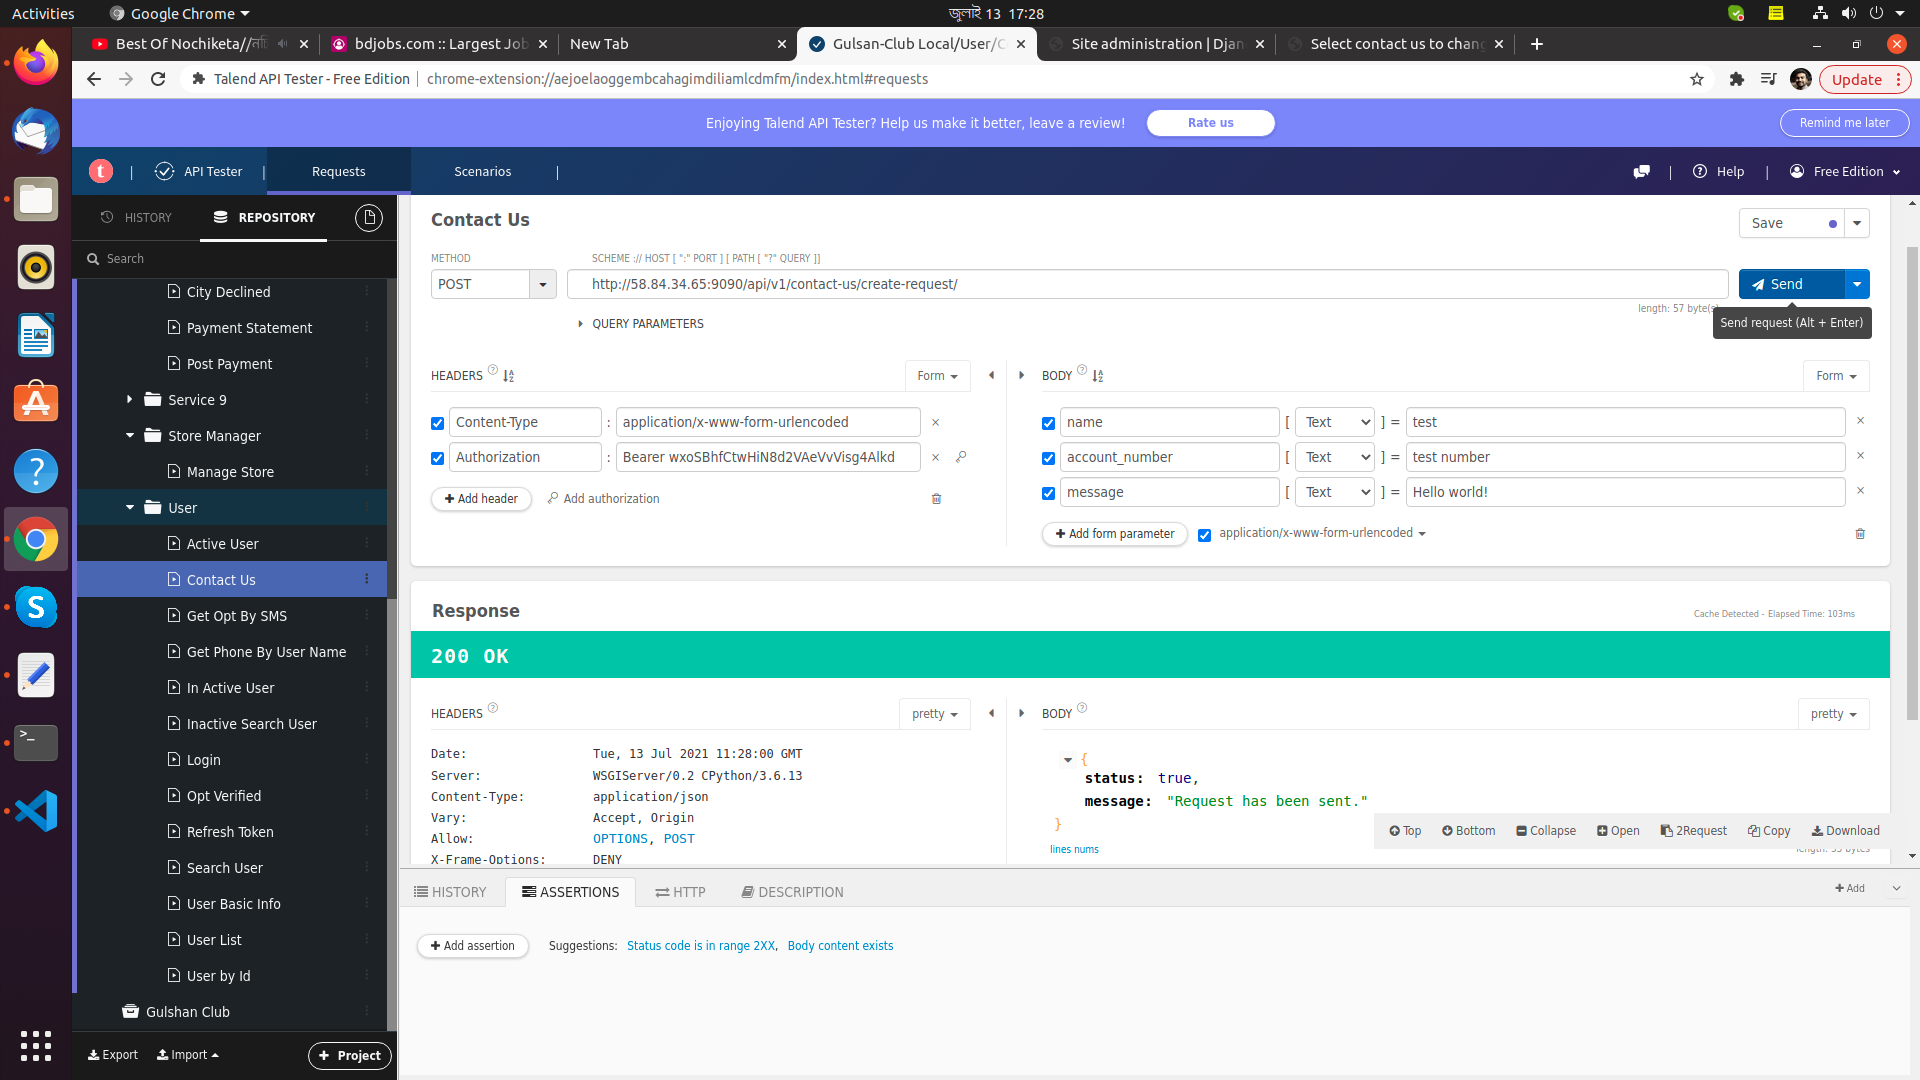 Activities
Google Chrome
জুলাই 13 17:28
Best Of Nochiketa//
bdjobs.com :: Largest Job
New Tab
Gulsan-Club Local/User/C
Site administration | Djan
Select contact us to chan
Talend API Tester - Free Edition
chrome-extension://aejoelaoggembcahagimdiliamlcdmfm/index.html#requests
Update
Enjoying Talend API Tester? Help us make it better, leave a review!
Rate us
Remind me later
t
API Tester
Requests
Scenarios
Help
Free Edition
HISTORY
REPOSITORY
Search
City Declined
Payment Statement
Post Payment
Service 9
Store Manager
Manage Store
User
Active User
Contact Us
Get Opt By SMS
Get Phone By User Name
In Active User
Inactive Search User
Login
Opt Verified
Refresh Token
Search User
User Basic Info
User List
User by Id
Gulshan Club
Export
Import
+ Project
Contact Us
Save
METHOD
SCHEME :// HOST [ ":" PORT ] [ PATH [ "?" QUERY ]]
POST
http://58.84.34.65:9090/api/v1/contact-us/create-request/
Send
length: 57 byte(s)
Send request (Alt + Enter)
QUERY PARAMETERS
HEADERS
Form
Content-Type : application/x-www-form-urlencoded
Authorization : Bearer wxoSBhfCtwHiN8d2VAeVvVisg4Alkd
+ Add header
Add authorization
BODY
Form
name [ Text ] = test
account_number [ Text ] = test number
message [ Text ] = Hello world!
+ Add form parameter
application/x-www-form-urlencoded
Response
Cache Detected - Elapsed Time: 103ms
200 OK
HEADERS
pretty
Date: Tue, 13 Jul 2021 11:28:00 GMT
Server: WSGIServer/0.2 CPython/3.6.13
Content-Type: application/json
Vary: Accept, Origin
Allow: OPTIONS, POST
X-Frame-Options: DENY
BODY
pretty
{
status: true,
message: "Request has been sent."
}
lines nums
Top
Bottom
Collapse
Open
2Request
Copy
Download
HISTORY
ASSERTIONS
HTTP
DESCRIPTION
+ Add
+ Add assertion
Suggestions: Status code is in range 2XX, Body content exists